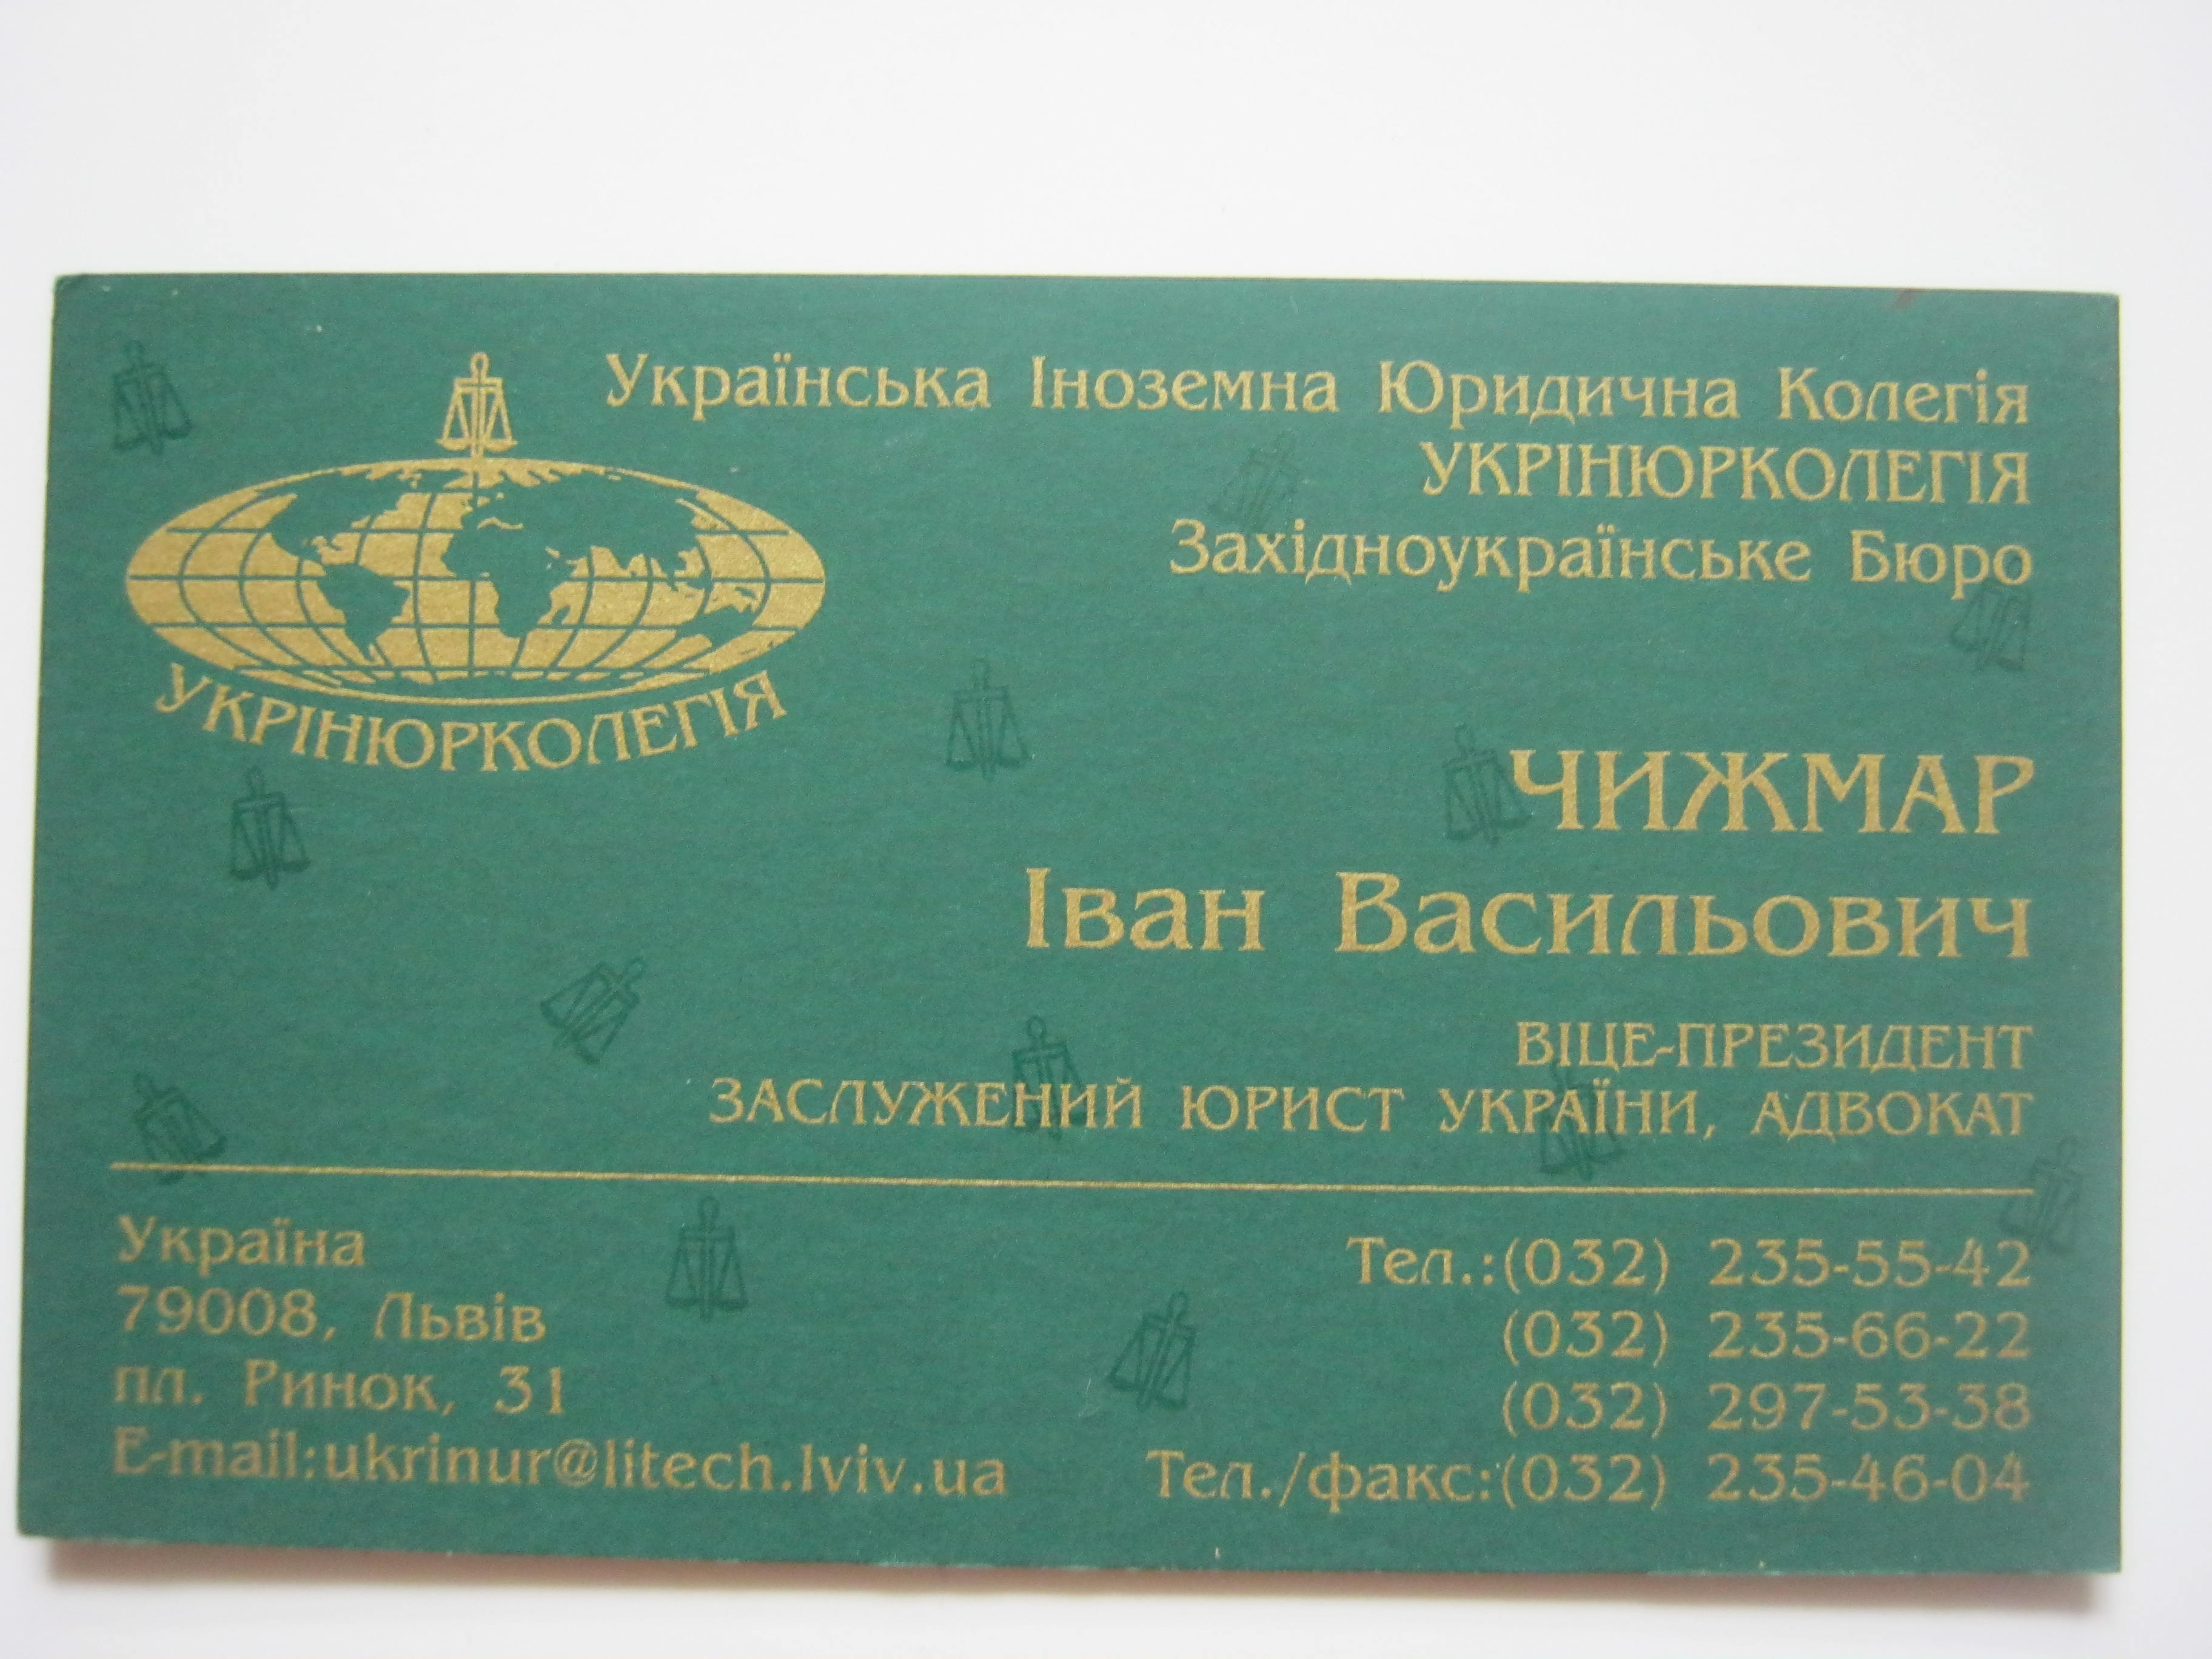 Українська Іноземна Юридична Колегія
УКРІНЮРКОЛЕГІЯ
Західноукраїнське Бюро
УКРІНЮРКОЛЕГІЯ
ЧИЖМАР
Іван Васильович
ВІЦЕ-ПРЕЗИДЕНТ
ЗАСЛУЖЕНИЙ ЮРИСТ УКРАЇНИ, АДВОКАТ
Україна
79008, Львів
пл. Ринок, 31
E-mail:ukrinur@litech.lviv.ua
Тел.:(032) 235-55-42
(032) 235-66-22
(032) 297-53-38
Тел./факс:(032) 235-46-04